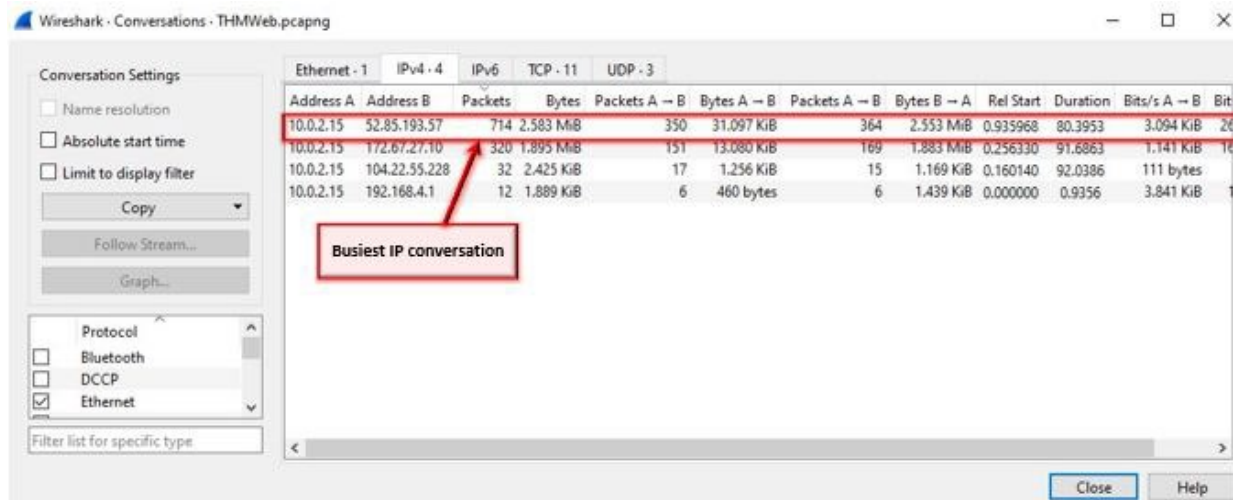 Wireshark · Conversations · THMWeb.pcapng
Conversation Settings
Name resolution
Absolute start time
Limit to display filter
Copy
Follow Stream...
Graph...
Protocol
Bluetooth
DCCP
Ethernet
Filter list for specific type
Ethernet · 1 IPv4 · 4 IPv6 TCP · 11 UDP · 3
Address A Address B Packets Bytes Packets A → B Bytes A → B Packets A → B Bytes B → A Rel Start Duration Bits/s A → B Bit
10.0.2.15 52.85.193.57 714 2.583 MiB 350 31.097 KiB 364 2.553 MiB 0.935968 80.3953 3.094 KiB 26
10.0.2.15 172.67.27.10 320 1.895 MiB 151 13.080 KiB 169 1.883 MiB 0.256330 91.6863 1.141 KiB 16
10.0.2.15 104.22.55.228 32 2.425 KiB 17 1.256 KiB 15 1.169 KiB 0.160140 92.0386 111 bytes
10.0.2.15 192.168.4.1 12 1.889 KiB 6 460 bytes 6 1.439 KiB 0.000000 0.9356 3.841 KiB 1
Busiest IP conversation
Close Help